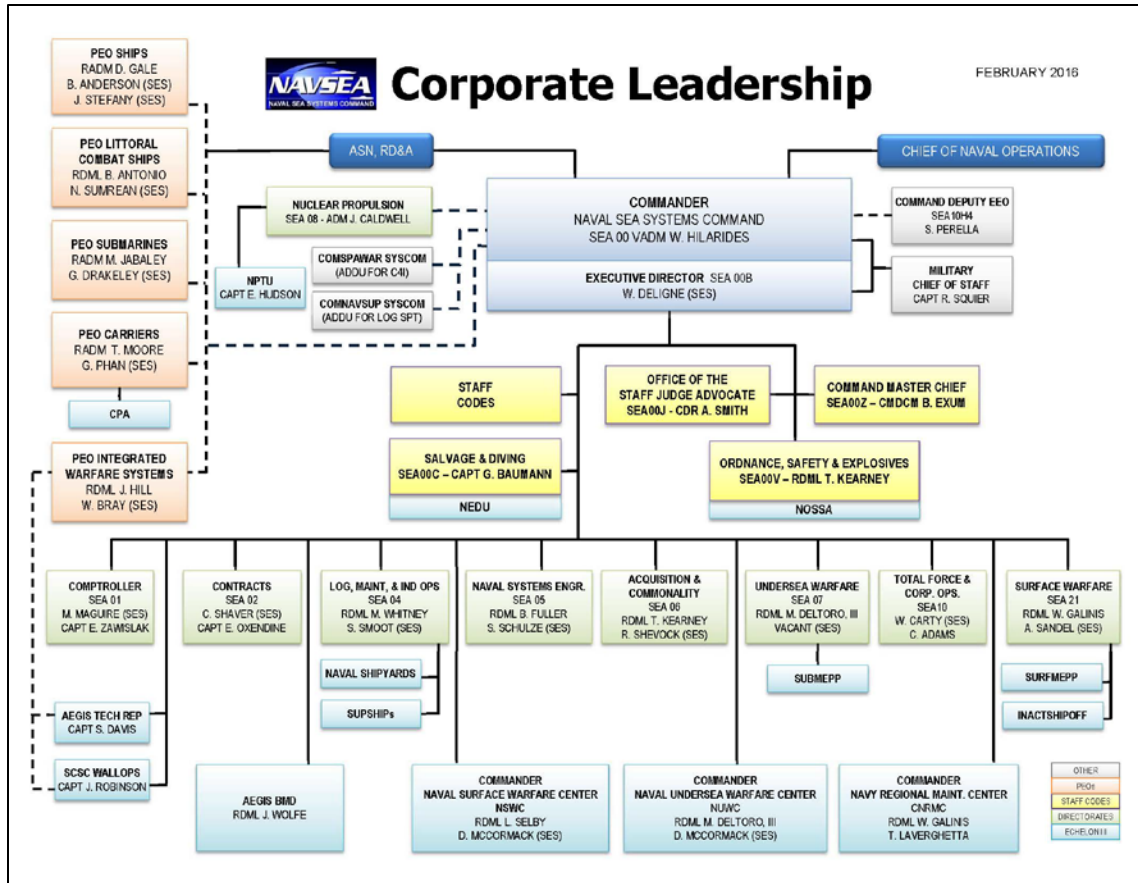 NAVSEA
NAVAL SEA SYSTEMS COMMAND
Corporate Leadership
FEBRUARY 2016
PEO SHIPS
RADM D. GALE
B. ANDERSON (SES)
J. STEFANY (SES)
PEO LITTORAL
COMBAT SHIPS
RDML B. ANTONIO
N. SUMREAN (SES)
PEO SUBMARINES
RADM M. JABALEY
G. DRAKELEY (SES)
PEO CARRIERS
RADM T. MOORE
G. PHAN (SES)
CPA
PEO INTEGRATED
WARFARE SYSTEMS
RDML J. HILL
W. BRAY (SES)
ASN, RD&A
CHIEF OF NAVAL OPERATIONS
NUCLEAR PROPULSION
SEA 08 - ADM J. CALDWELL
NPTU
CAPT E. HUDSON
COMSPAWAR SYSCOM
(ADDU FOR C4I)
COMNAVSUP SYSCOM
(ADDU FOR LOG SPT)
COMMANDER
NAVAL SEA SYSTEMS COMMAND
SEA 00 VADM W. HILARIDES
EXECUTIVE DIRECTOR SEA 00B
W. DELIGNE (SES)
COMMAND DEPUTY EEO
SEA10H4
S. PERELLA
MILITARY
CHIEF OF STAFF
CAPT R. SQUIER
STAFF
CODES
OFFICE OF THE
STAFF JUDGE ADVOCATE
SEA00J - CDR A. SMITH
COMMAND MASTER CHIEF
SEA00Z – CMDCM B. EXUM
SALVAGE & DIVING
SEA00C – CAPT G. BAUMANN
NEDU
ORDNANCE, SAFETY & EXPLOSIVES
SEA00V – RDML T. KEARNEY
NOSSA
COMPTROLLER
SEA 01
M. MAGUIRE (SES)
CAPT E. ZAWISLAK
CONTRACTS
SEA 02
C. SHAVER (SES)
CAPT E. OXENDINE
LOG, MAINT, & IND OPS
SEA 04
RDML M. WHITNEY
S. SMOOT (SES)
NAVAL SYSTEMS ENGR.
SEA 05
RDML B. FULLER
S. SCHULZE (SES)
ACQUISITION &
COMMONALITY
SEA 06
RDML T. KEARNEY
R. SHEVOCK (SES)
UNDERSEA WARFARE
SEA 07
RDML M. DELTORO, III
VACANT (SES)
TOTAL FORCE &
CORP. OPS.
SEA10
W. CARTY (SES)
C. ADAMS
SURFACE WARFARE
SEA 21
RDML W. GALINIS
A. SANDEL (SES)
NAVAL SHIPYARDS
SUPSHIPs
SUBMEPP
SURFMEPP
INACTSHIPOFF
AEGIS TECH REP
CAPT S. DAVIS
SCSC WALLOPS
CAPT J. ROBINSON
AEGIS BMD
RDML J. WOLFE
COMMANDER
NAVAL SURFACE WARFARE CENTER
NSWC
RDML L. SELBY
D. MCCORMACK (SES)
COMMANDER
NAVAL UNDERSEA WARFARE CENTER
NUWC
RDML M. DELTORO, III
D. MCCORMACK (SES)
COMMANDER
NAVY REGIONAL MAINT. CENTER
CNRMC
RDML W. GALINIS
T. LAVERGHETTA
OTHER
PEOs
STAFF CODES
DIRECTORATES
ECHELON III